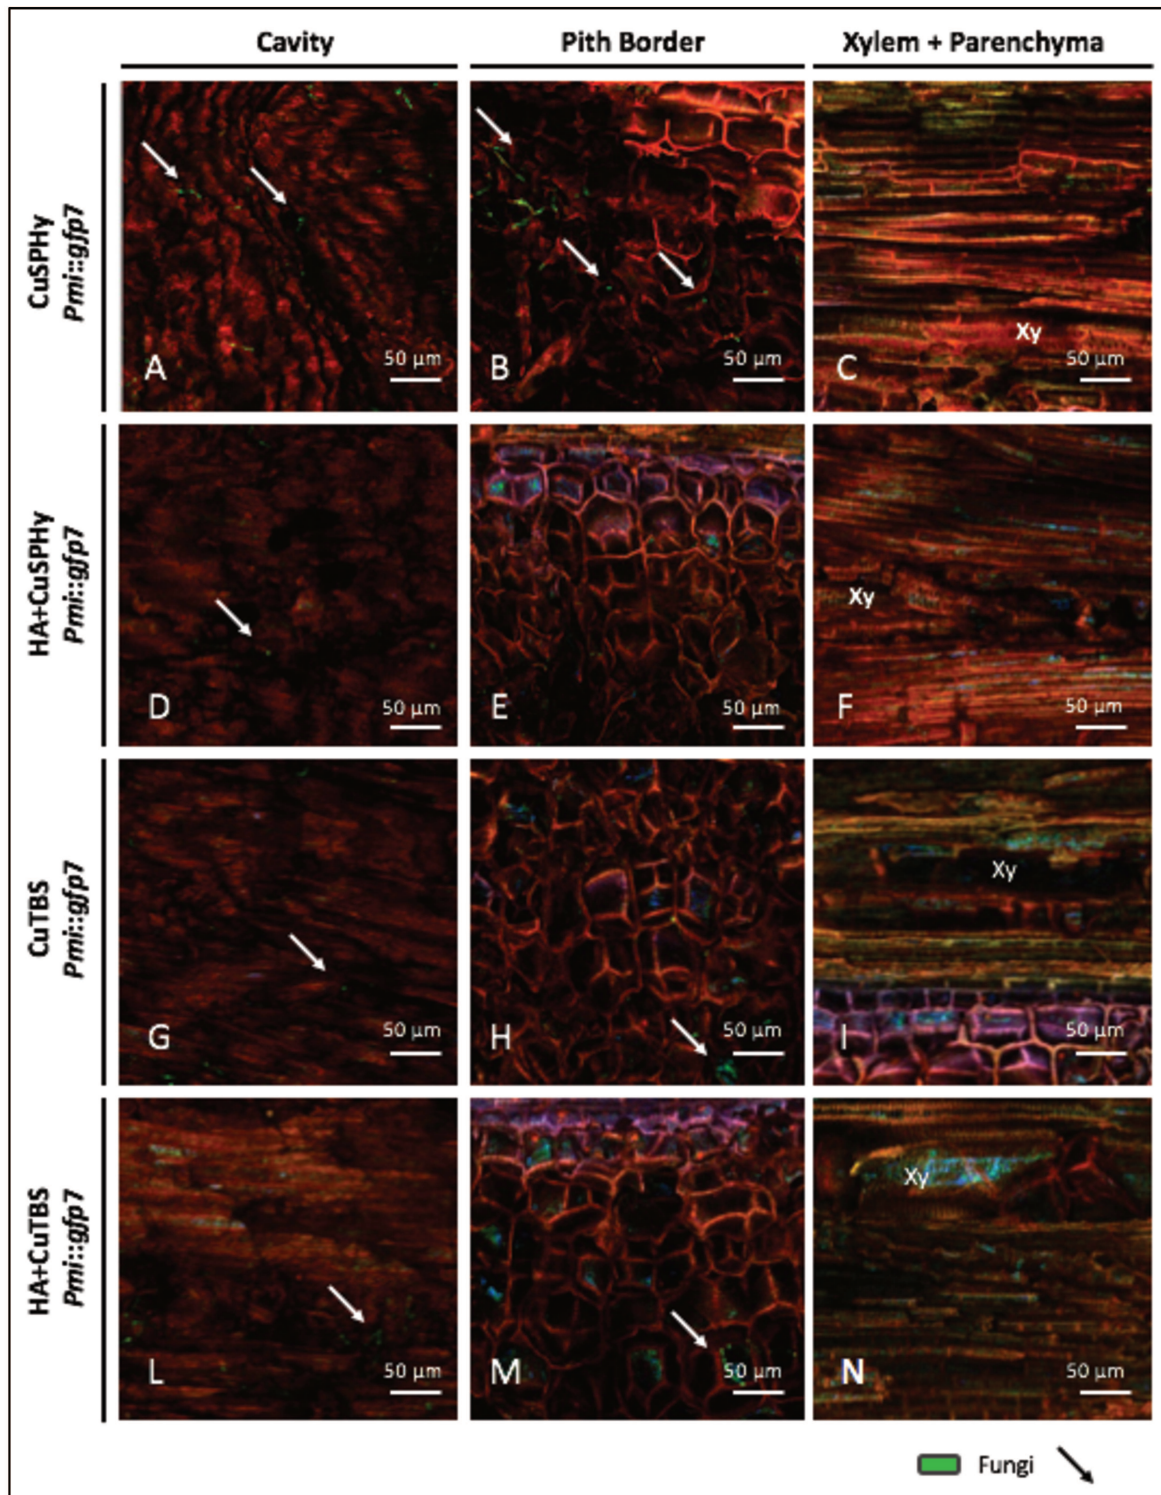 Cavity Pith Border Xylem + Parenchyma
CuSPHy
Pmi::gfp7
A 50 µm
B 50 µm
Xy
C 50 µm
HA+CuSPHy
Pmi::gfp7
D 50 µm
E 50 µm
Xy
F 50 µm
CuTBS
Pmi::gfp7
G 50 µm
H 50 µm
Xy
I 50 µm
HA+CuTBS
Pmi::gfp7
L 50 µm
M 50 µm
Xy
N 50 µm
Fungi